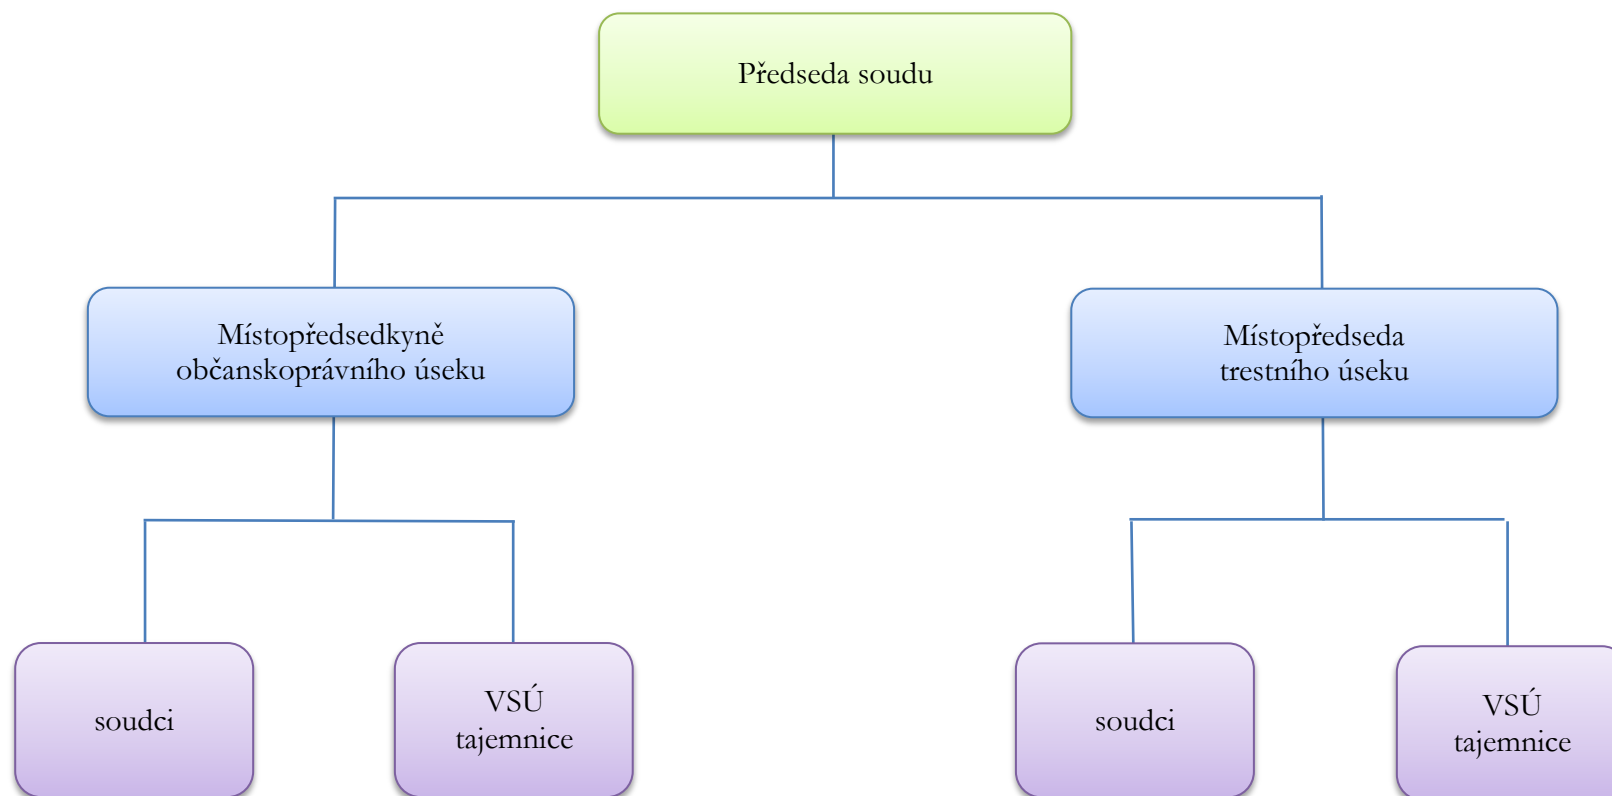 Předseda soudu
Místopředsedkyně
občanskoprávního úseku
Místopředseda
trestního úseku
soudci
VSÚ
tajemnice
soudci
VSÚ
tajemnice